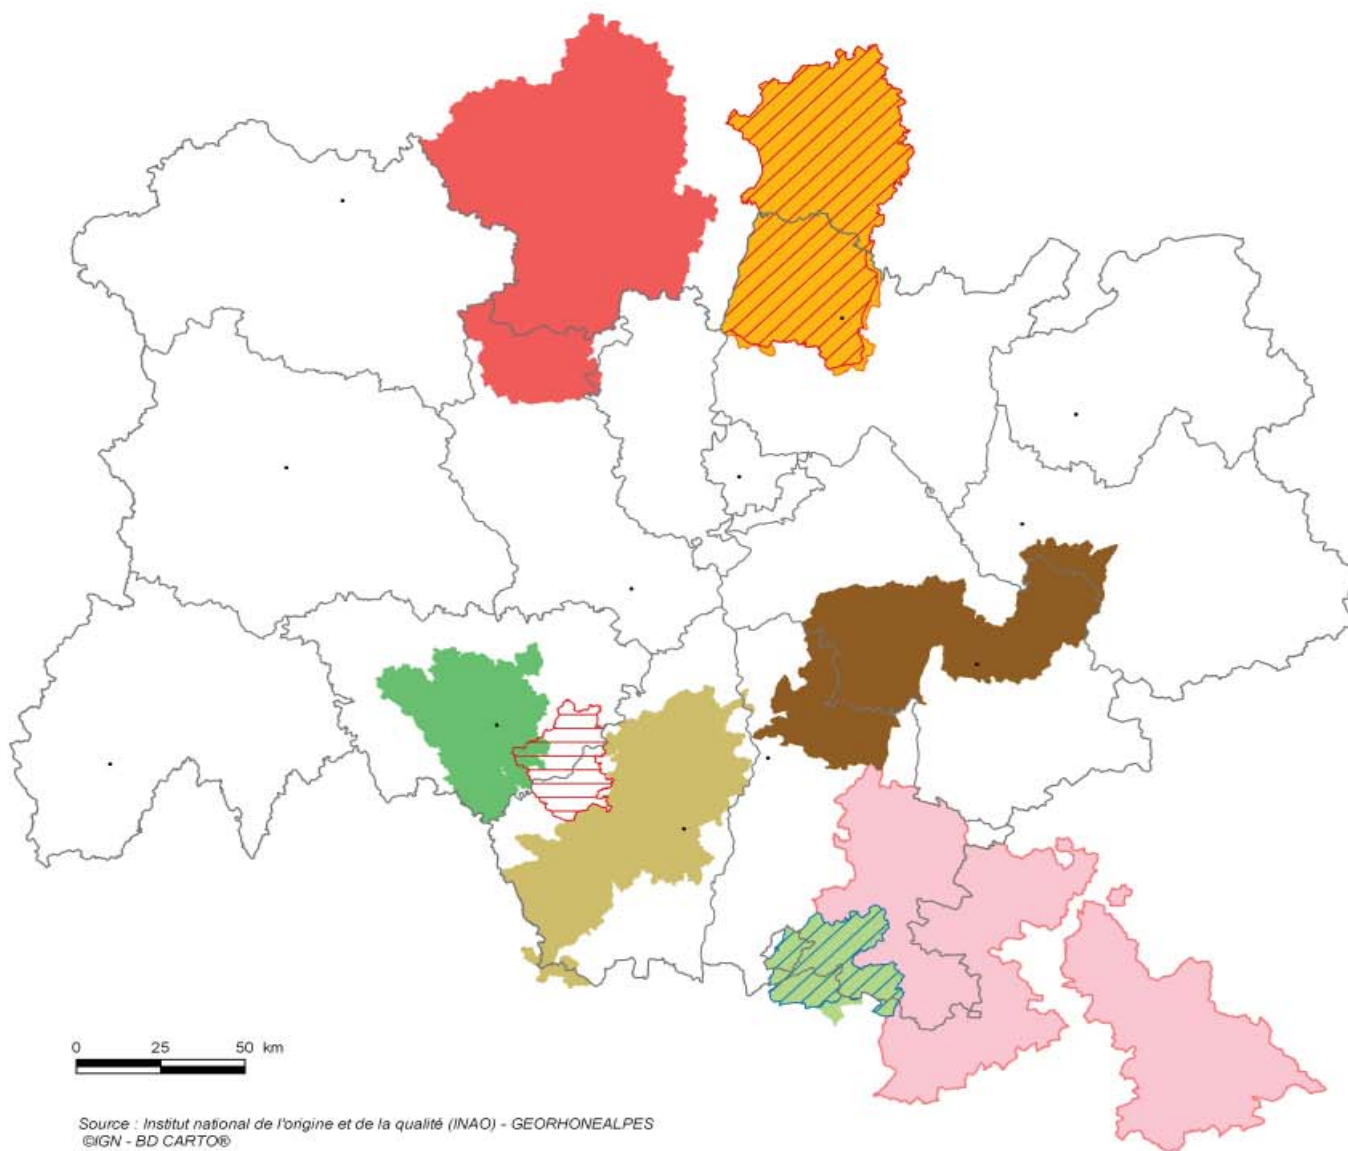 0 25 50 km
Source : Institut national de l'origine et de la qualité (INAO) - GEORHONEALPES
©IGN - BD CARTO®